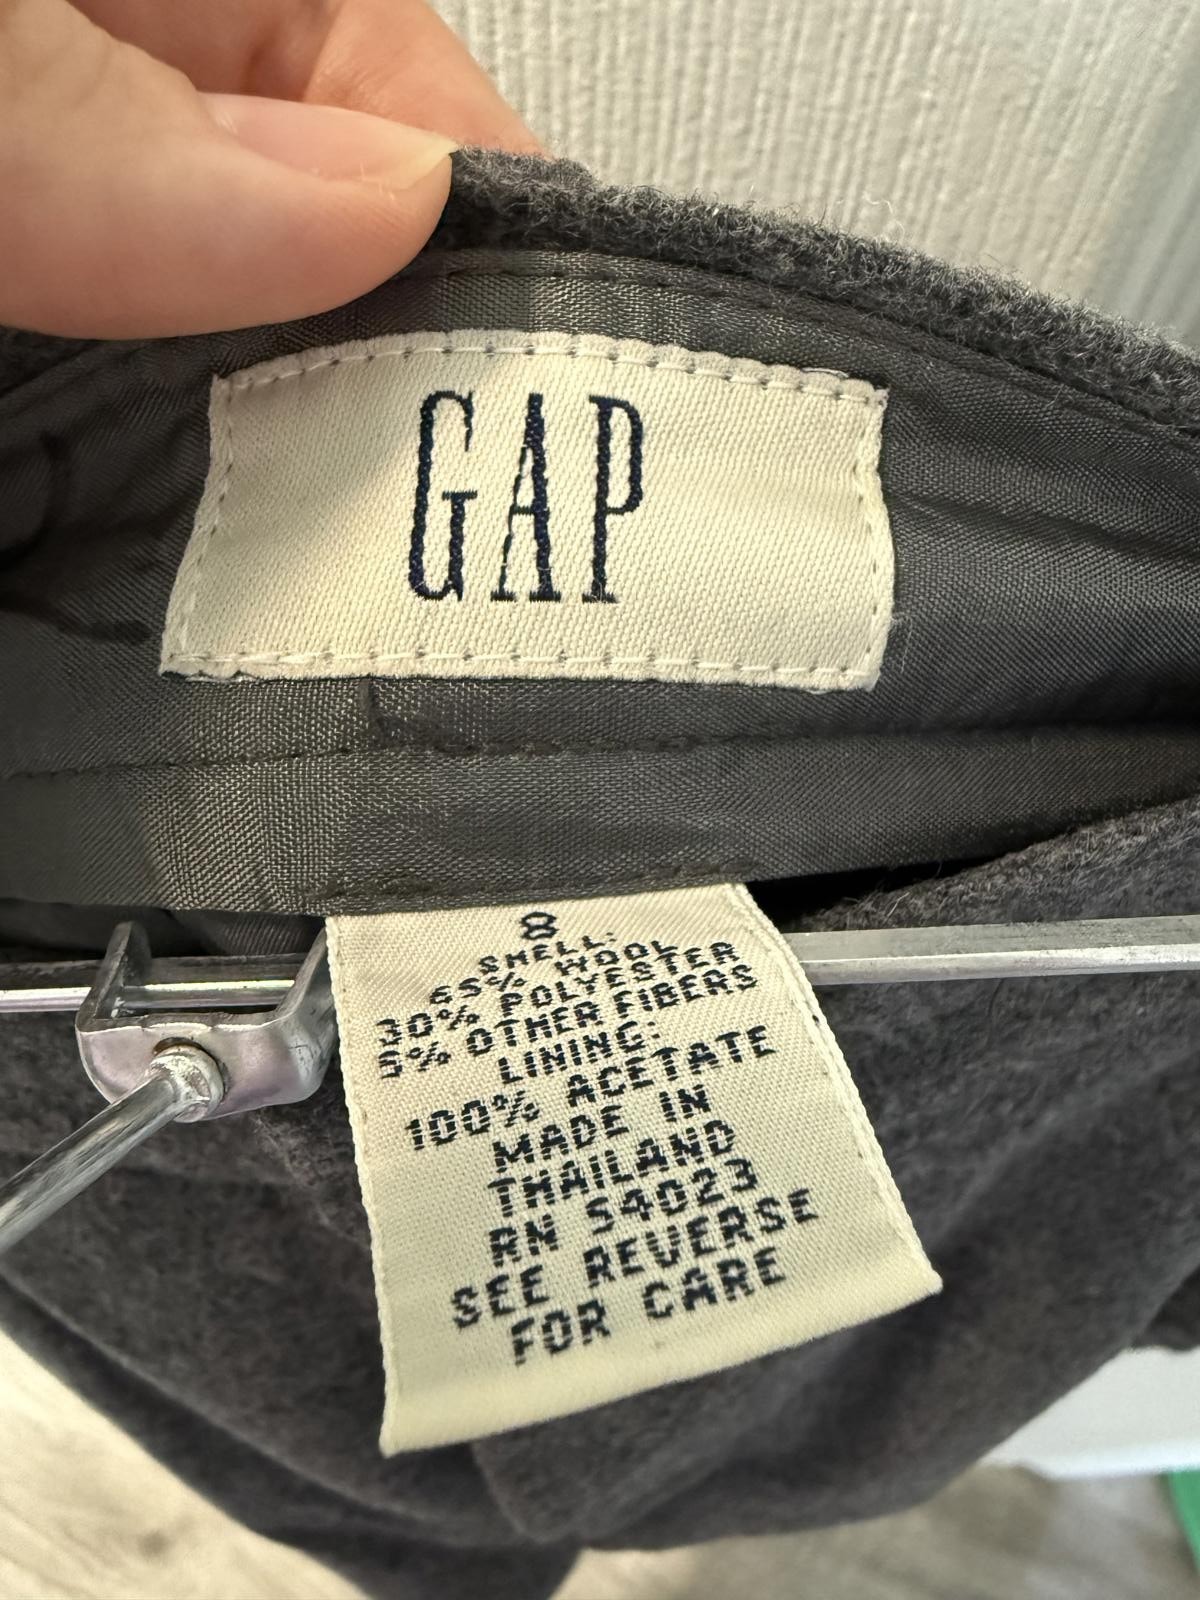 GAP
8
SHELL:
65% WOOL
30% POLYESTER
5% OTHER FIBERS
LINING:
100% ACETATE
MADE IN
THAILAND
RN 54023
SEE REVERSE
FOR CARE